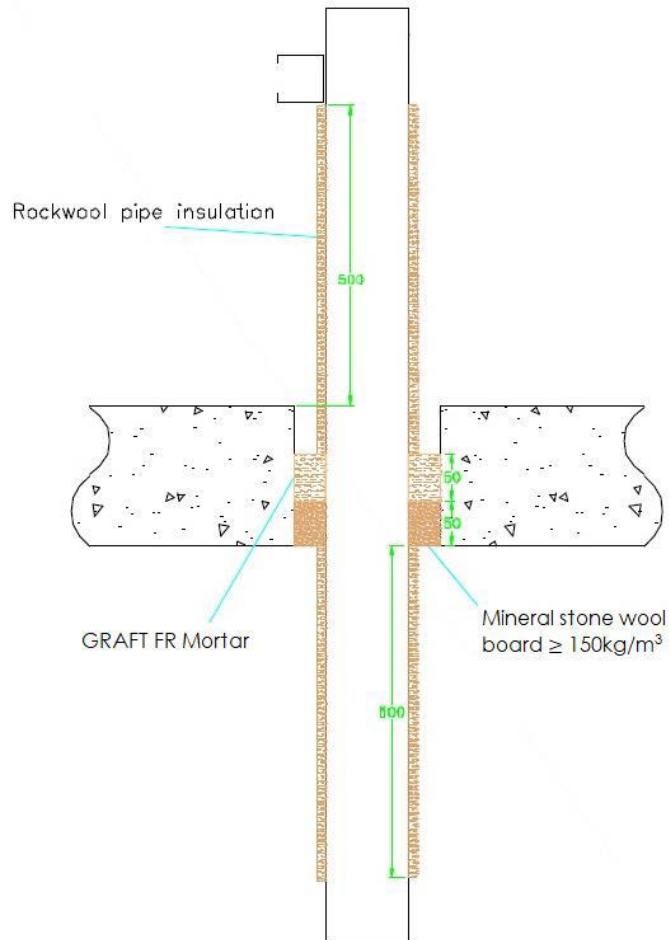 Rockwool pipe insulation
500
50
50
GRAFT FR Mortar
Mineral stone wool
board ≥ 150kg/m³
500